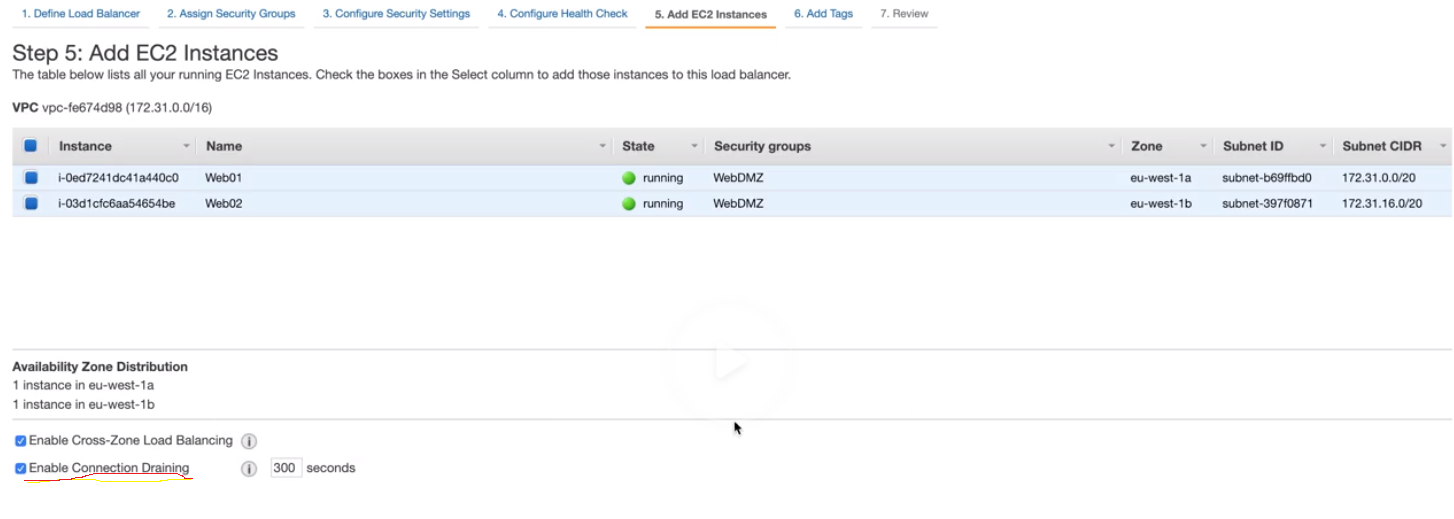 1. Define Load Balancer 2. Assign Security Groups 3. Configure Security Settings 4. Configure Health Check 5. Add EC2 Instances 6. Add Tags 7. Review
Step 5: Add EC2 Instances
The table below lists all your running EC2 Instances. Check the boxes in the Select column to add those instances to this load balancer.
VPC vpc-fe674d98 (172.31.0.0/16)
Instance Name State Security groups Zone Subnet ID Subnet CIDR
i-0ed7241dc41a440c0 Web01 running WebDMZ eu-west-1a subnet-b69ffbd0 172.31.0.0/20
i-03d1cfc6aa54654be Web02 running WebDMZ eu-west-1b subnet-397f0871 172.31.16.0/20
Availability Zone Distribution
1 instance in eu-west-1a
1 instance in eu-west-1b
Enable Cross-Zone Load Balancing i
Enable Connection Draining i 300 seconds